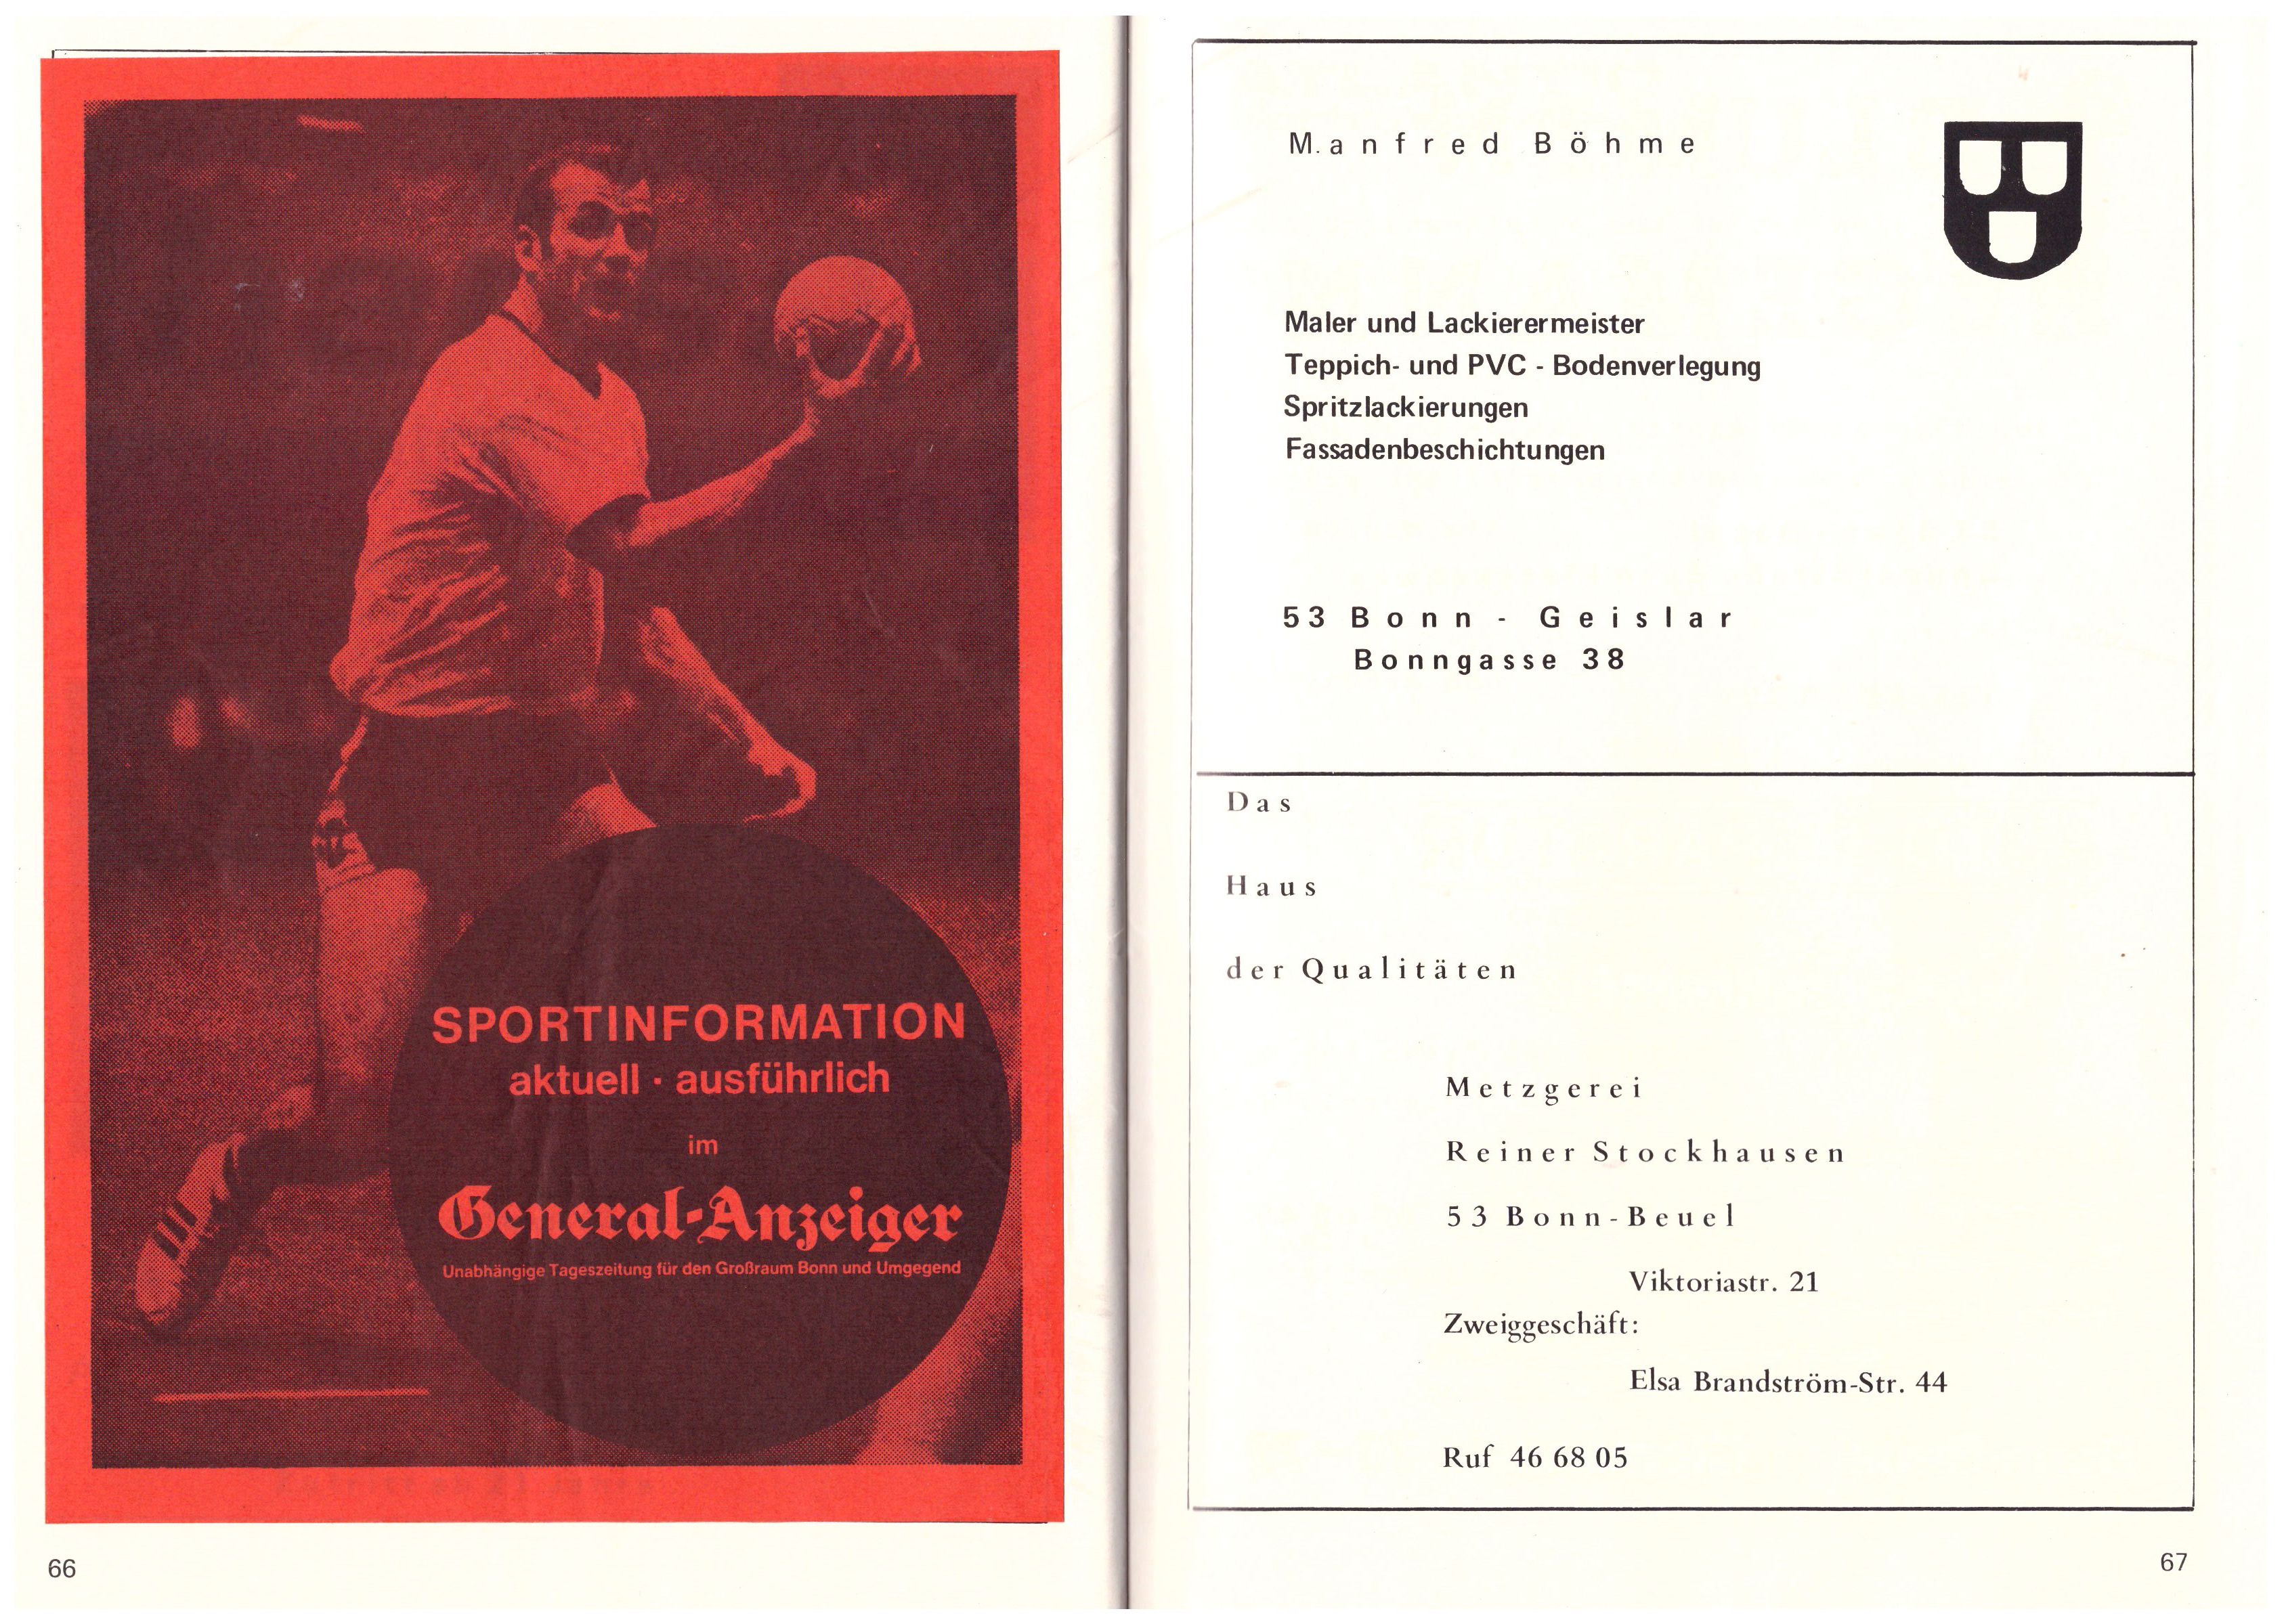 SPORTINFORMATION
aktuell · ausführlich
im
General-Anzeiger
Unabhängige Tageszeitung für den Großraum Bonn und Umgegend
66
Manfred Böhme
Maler und Lackierermeister
Teppich- und PVC - Bodenverlegung
Spritzlackierungen
Fassadenbeschichtungen
53 Bonn - Geislar
Bonngasse 38
Das
Haus
der Qualitäten
Metzgerei
Reiner Stockhausen
53 Bonn-Beuel
Viktoriastr. 21
Zweiggeschäft:
Elsa Brandström-Str. 44
Ruf 46 68 05
67